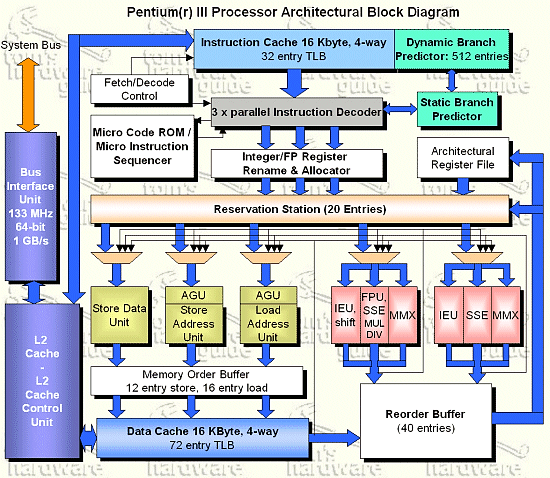 Pentium(r) III Processor Architectural Block Diagram
System Bus
Instruction Cache 16 Kbyte, 4-way
32 entry TLB
Dynamic Branch
Predictor: 512 entries
Fetch/Decode
Control
3 x parallel Instruction Decoder
Static Branch
Predictor
Micro Code ROM /
Micro Instruction
Sequencer
Integer/FP Register
Rename & Allocator
Architectural
Register File
Bus
Interface
Unit
133 MHz
64-bit
1 GB/s
Reservation Station (20 Entries)
Store Data
Unit
AGU
Store
Address
Unit
AGU
Load
Address
Unit
IEU,
shift
FPU,
SSE
MUL
DIV
MMX
IEU
SSE
MMX
L2
Cache
-
L2
Cache
Control
Unit
Memory Order Buffer
12 entry store, 16 entry load
Reorder Buffer
(40 entries)
Data Cache 16 KByte, 4-way
72 entry TLB
tom's
hardware
guide